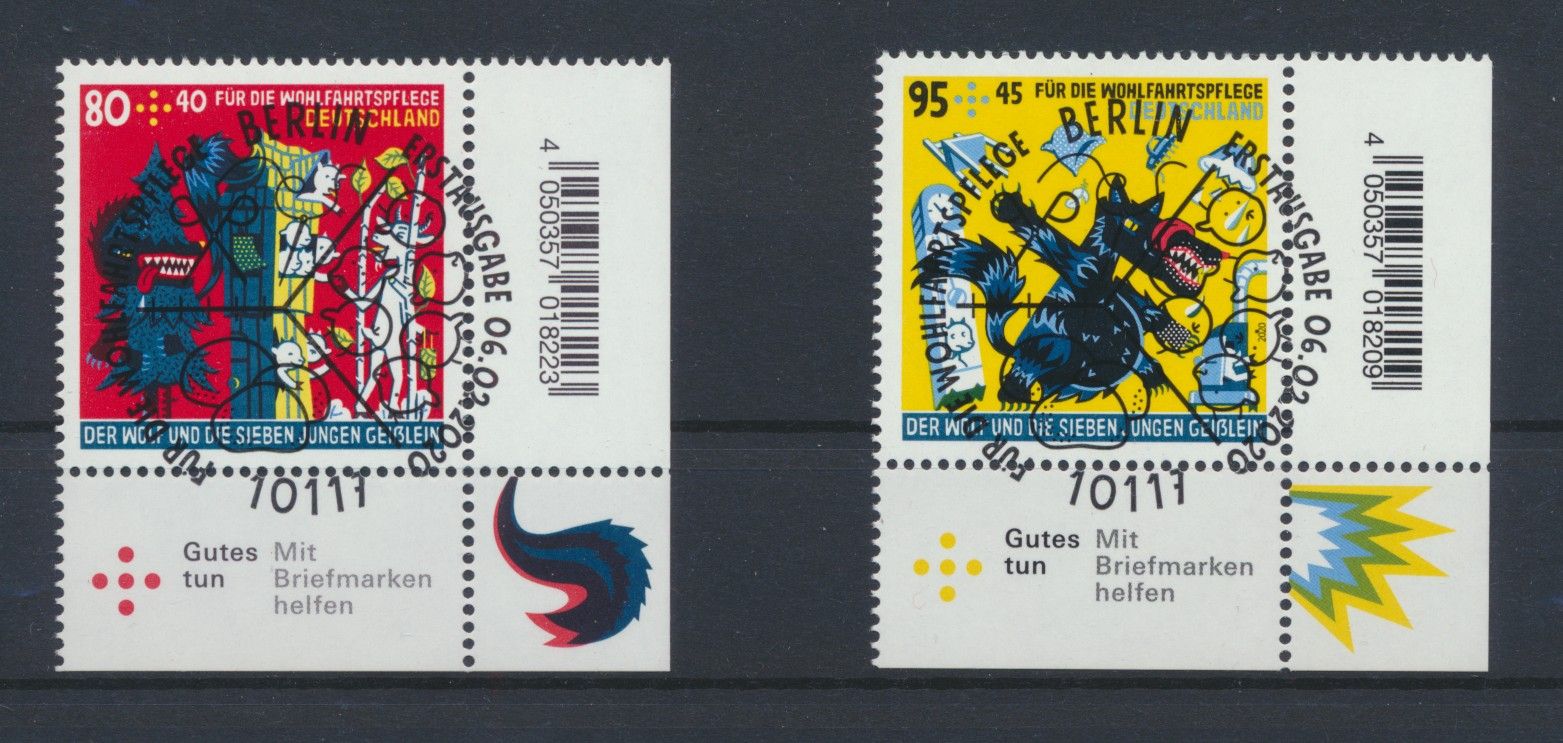 80 + 40 FÜR DIE WOHLFAHRTSPFLEGE
DEUTSCHLAND
DER WOLF UND DIE SIEBEN JUNGEN GEIßLEIN
BERLIN
FÜR DIE WOHLFAHRTSPFLEGE
ERSTAUSGABE 06.02.2020
10117
4 050357 018223
Gutes Mit
tun Briefmarken
helfen
95 + 45 FÜR DIE WOHLFAHRTSPFLEGE
DEUTSCHLAND
2020
DER WOLF UND DIE SIEBEN JUNGEN GEIßLEIN
BERLIN
FÜR DIE WOHLFAHRTSPFLEGE
ERSTAUSGABE 06.02.2020
10117
4 050357 018209
Gutes Mit
tun Briefmarken
helfen